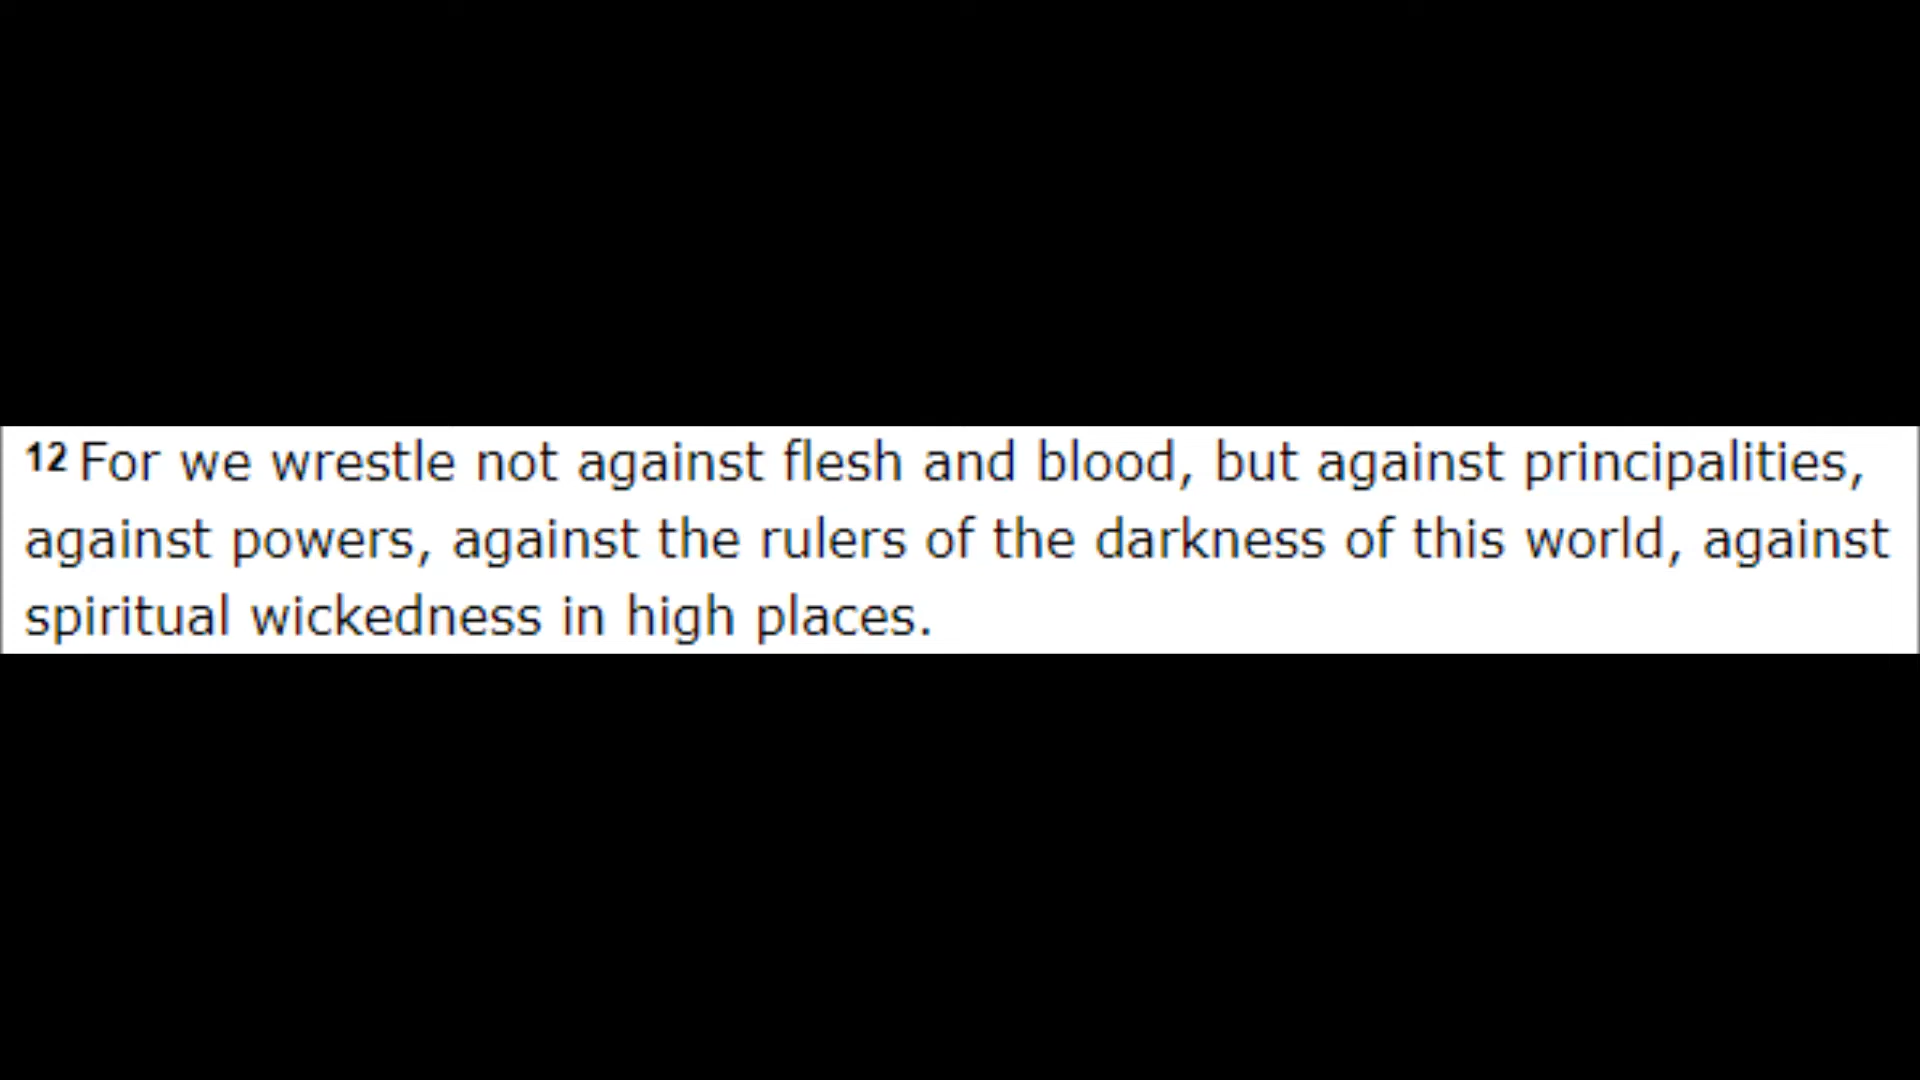 12 For we wrestle not against flesh and blood, but against principalities,
against powers, against the rulers of the darkness of this world, against
spiritual wickedness in high places.